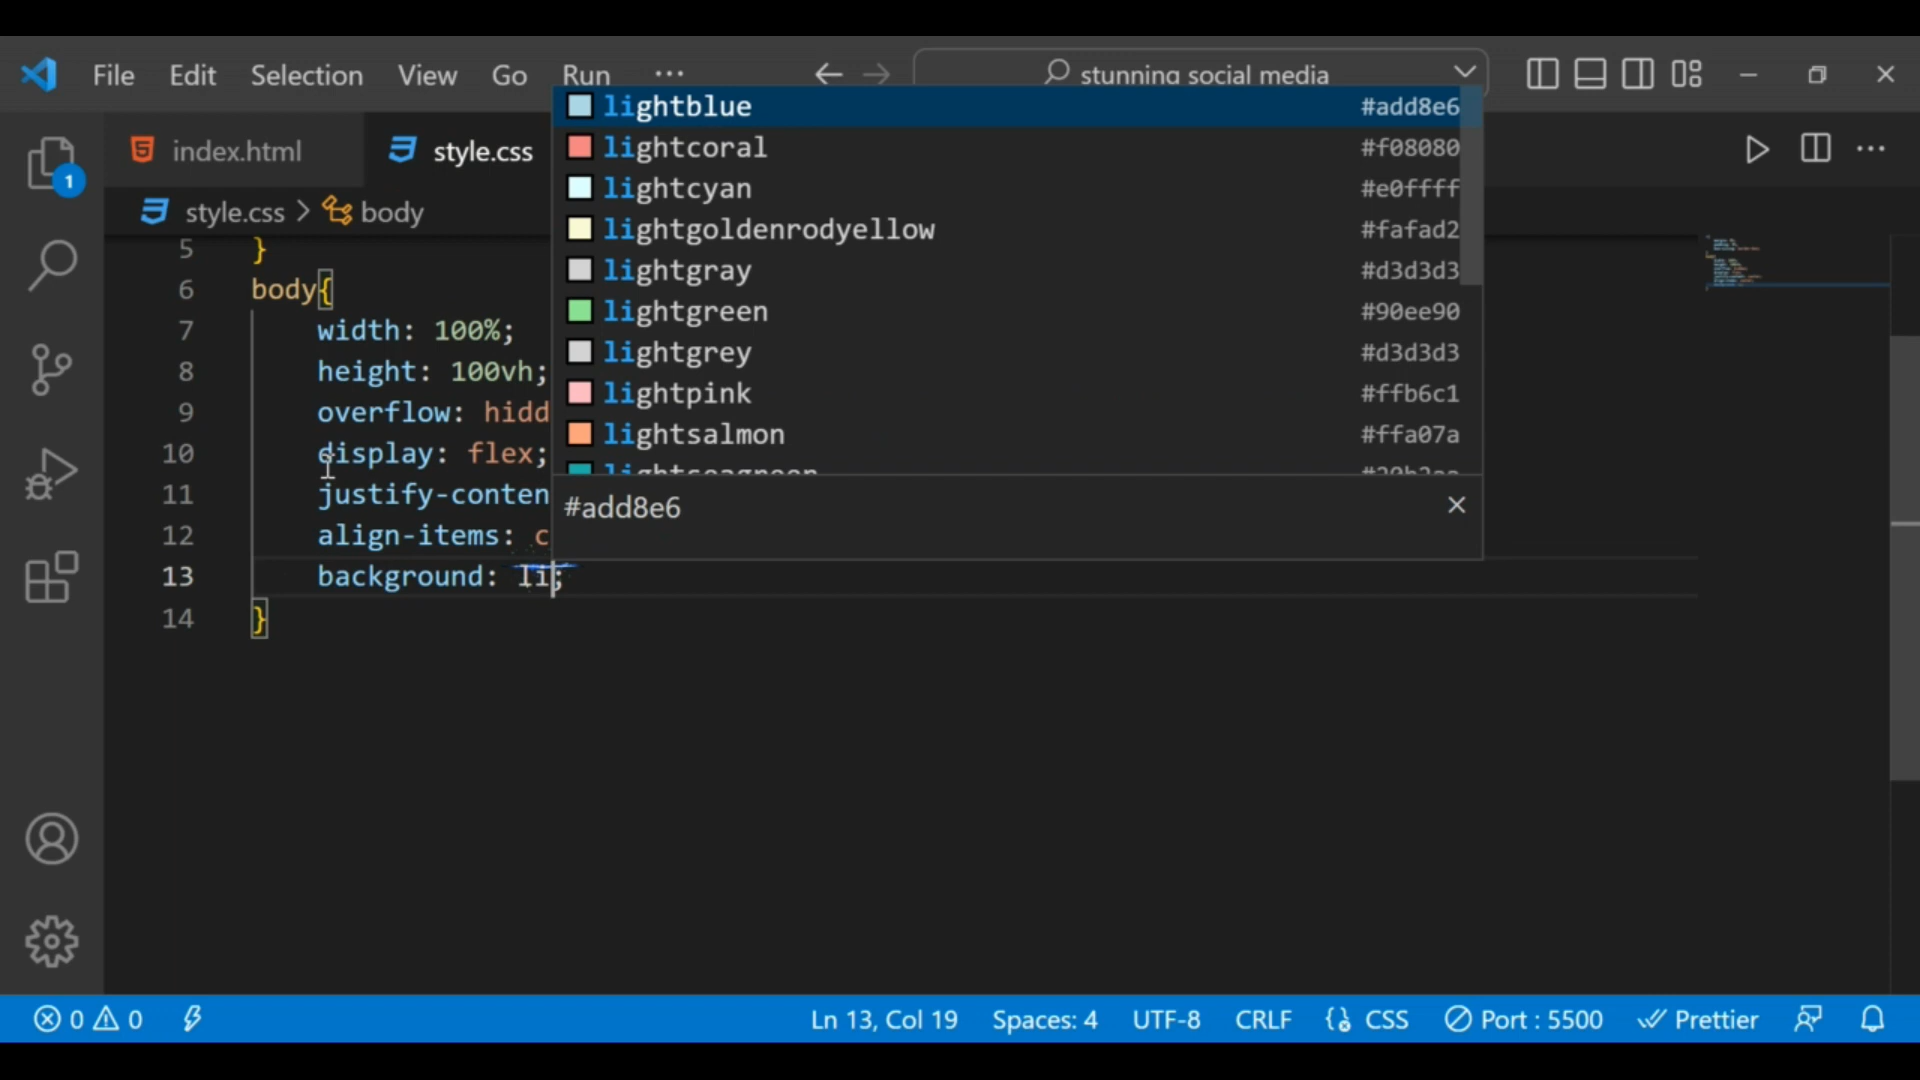 File Edit Selection View Go Run ... stunning social media
index.html style.css
style.css > body
5 }
6 body{
7 width: 100%;
8 height: 100vh;
9 overflow: hidd
10 display: flex;
11 justify-conten
12 align-items: c
13 background: li;
14 }
lightblue #add8e6
lightcoral #f08080
lightcyan #e0ffff
lightgoldenrodyellow #fafad2
lightgray #d3d3d3
lightgreen #90ee90
lightgrey #d3d3d3
lightpink #ffb6c1
lightsalmon #ffa07a
lightseagreen #20b2aa
#add8e6
1
0 0 Ln 13, Col 19 Spaces: 4 UTF-8 CRLF {} CSS Port : 5500 Prettier